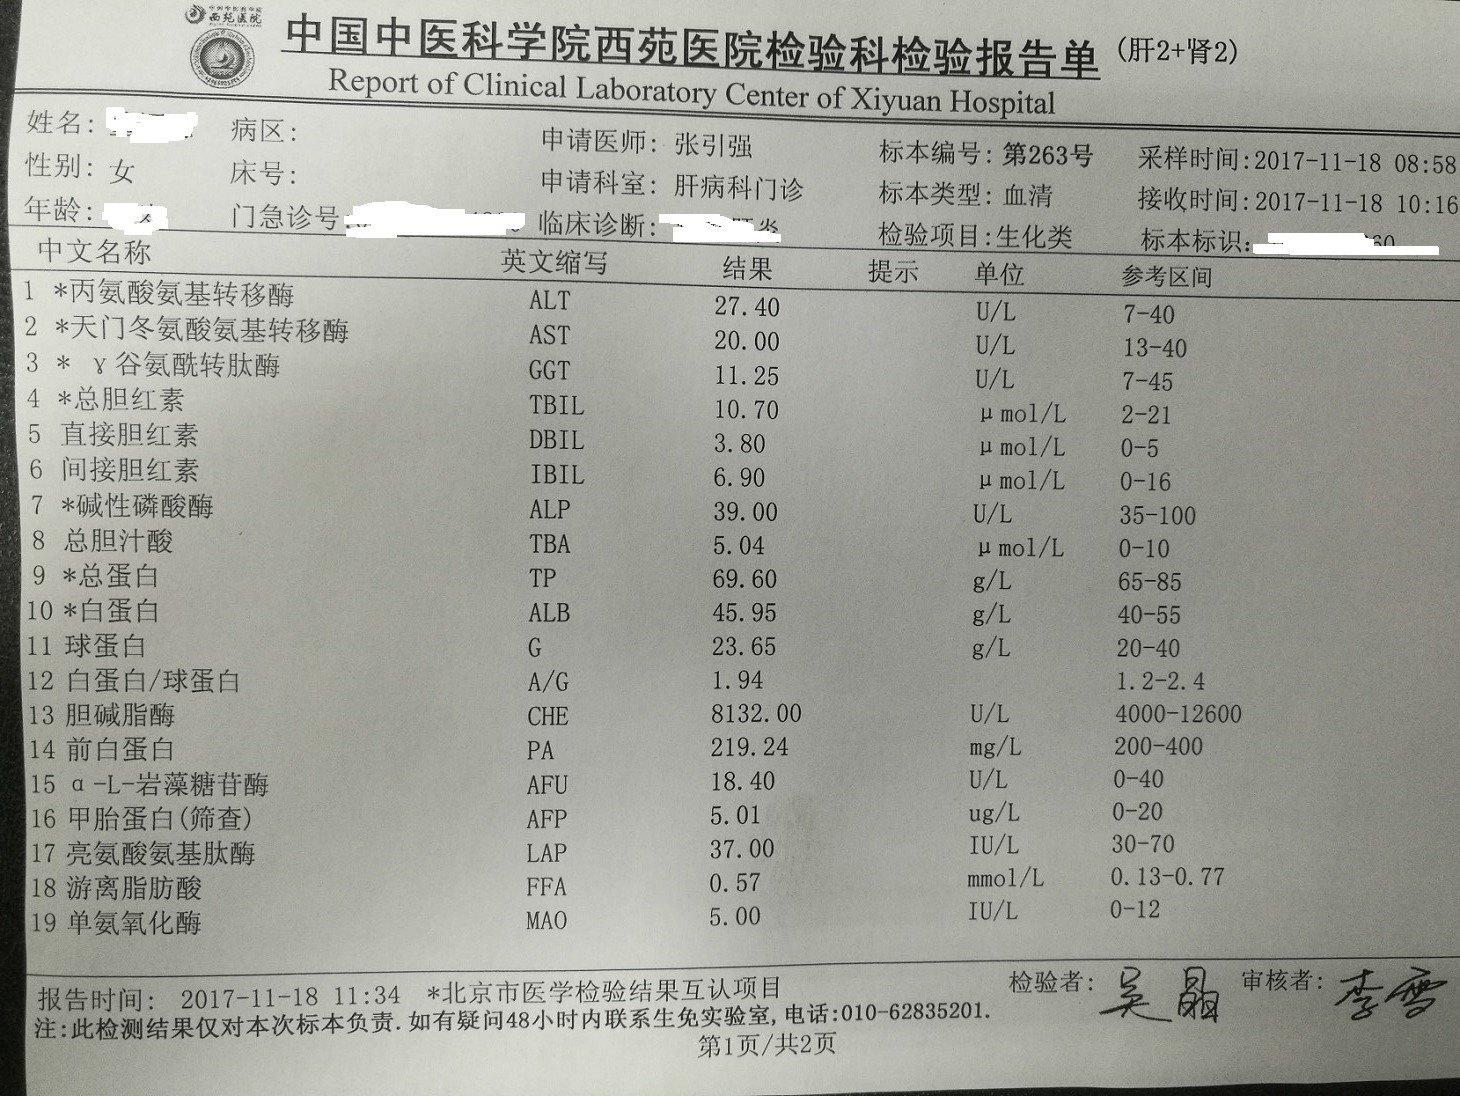 西苑医院
中国中医科学院西苑医院检验科检验报告单 (肝2+肾2)
Report of Clinical Laboratory Center of Xiyuan Hospital
姓名: 病区: 申请医师: 张引强 标本编号: 第263号 采样时间:2017-11-18 08:58
性别: 女 床号: 申请科室: 肝病科门诊 标本类型: 血清 接收时间:2017-11-18 10:16
年龄: 门急诊号 临床诊断: 炎 检验项目:生化类 标本标识:
中文名称 英文缩写 结果 提示 单位 参考区间
1 *丙氨酸氨基转移酶 ALT 27.40 U/L 7-40
2 *天门冬氨酸氨基转移酶 AST 20.00 U/L 13-40
3 * γ谷氨酰转肽酶 GGT 11.25 U/L 7-45
4 *总胆红素 TBIL 10.70 μmol/L 2-21
5 直接胆红素 DBIL 3.80 μmol/L 0-5
6 间接胆红素 IBIL 6.90 μmol/L 0-16
7 *碱性磷酸酶 ALP 39.00 U/L 35-100
8 总胆汁酸 TBA 5.04 μmol/L 0-10
9 *总蛋白 TP 69.60 g/L 65-85
10 *白蛋白 ALB 45.95 g/L 40-55
11 球蛋白 G 23.65 g/L 20-40
12 白蛋白/球蛋白 A/G 1.94 1.2-2.4
13 胆碱脂酶 CHE 8132.00 U/L 4000-12600
14 前白蛋白 PA 219.24 mg/L 200-400
15 α-L-岩藻糖苷酶 AFU 18.40 U/L 0-40
16 甲胎蛋白(筛查) AFP 5.01 ug/L 0-20
17 亮氨酸氨基肽酶 LAP 37.00 IU/L 30-70
18 游离脂肪酸 FFA 0.57 mmol/L 0.13-0.77
19 单氨氧化酶 MAO 5.00 IU/L 0-12
报告时间: 2017-11-18 11:34 *北京市医学检验结果互认项目 检验者: 吴晶 审核者: 李雪
注:此检测结果仅对本次标本负责.如有疑问48小时内联系生免实验室,电话:010-62835201.
第1页/共2页